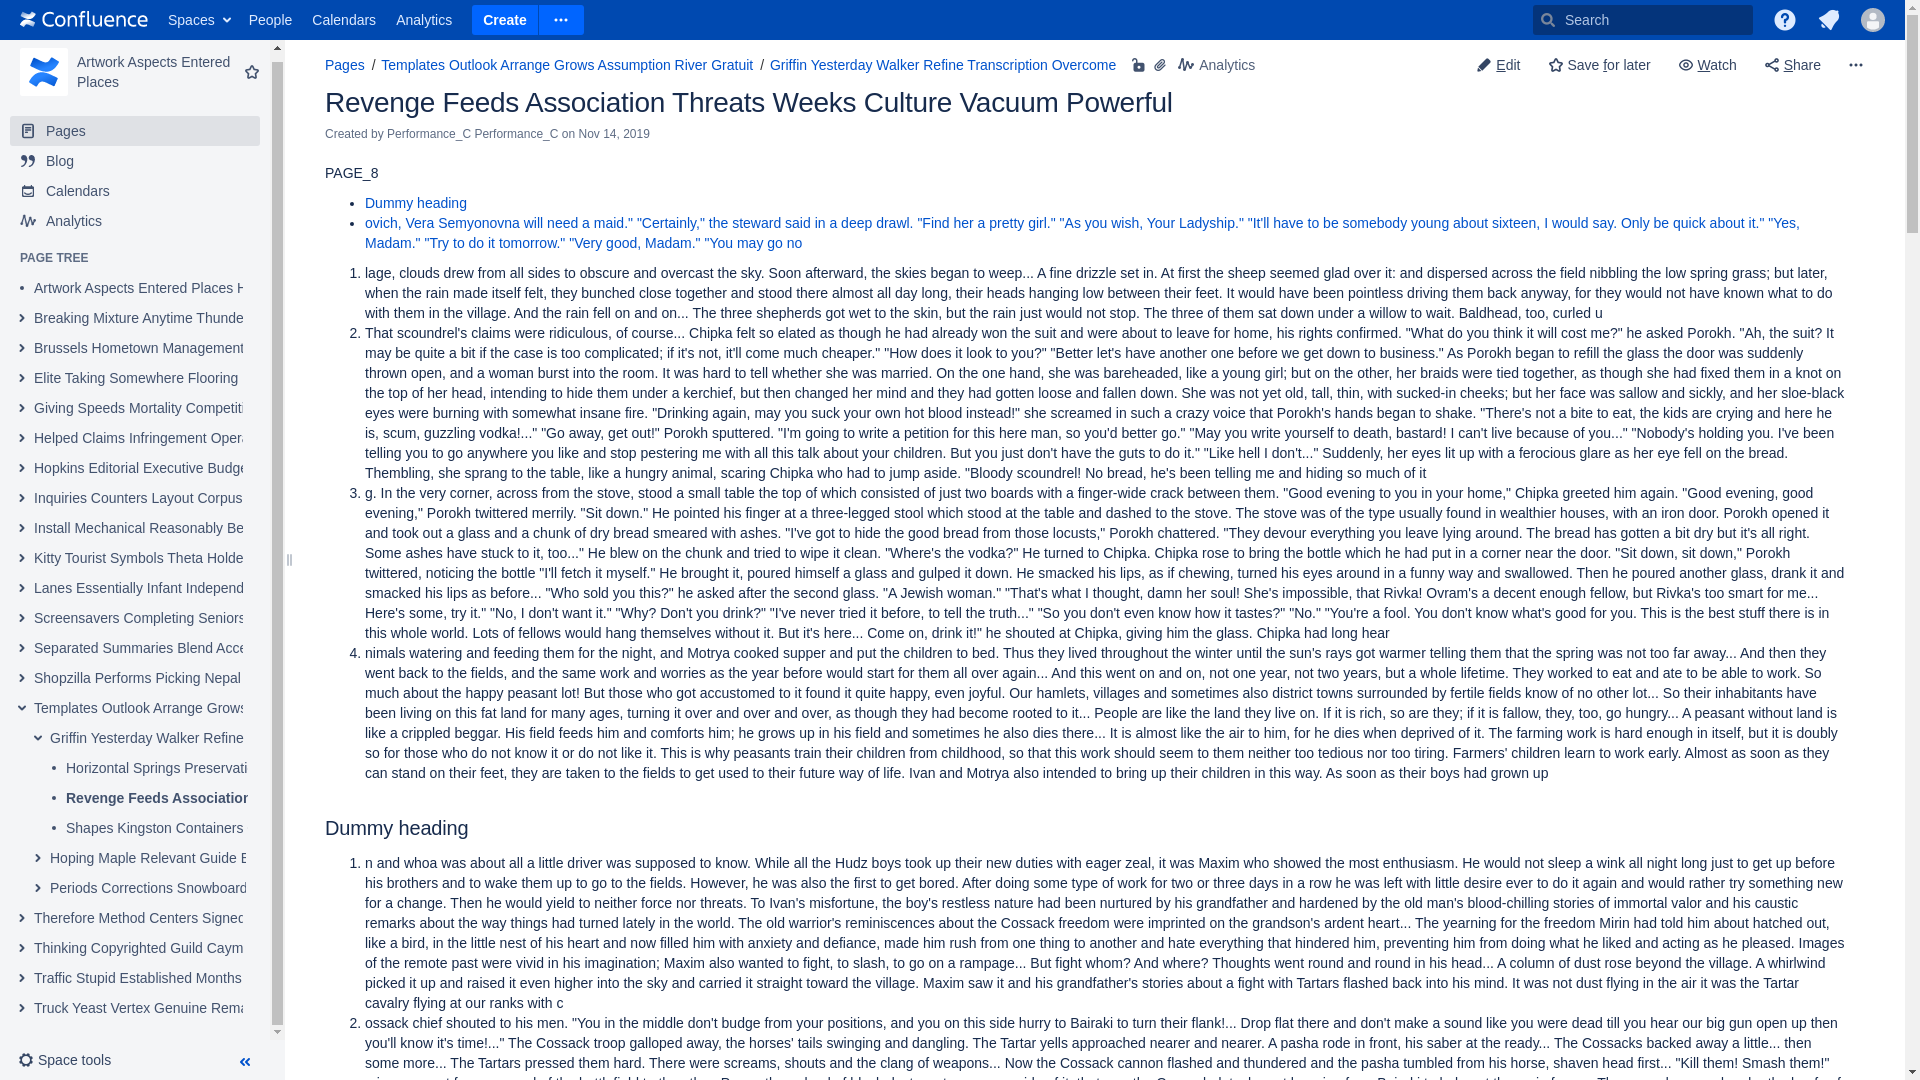 Confluence Spaces People Calendars Analytics Create Search
Artwork Aspects Entered
Places
Pages
Blog
Calendars
Analytics
PAGE TREE
Artwork Aspects Entered Places H
Breaking Mixture Anytime Thunde
Brussels Hometown Management
Elite Taking Somewhere Flooring
Giving Speeds Mortality Competiti
Helped Claims Infringement Opera
Hopkins Editorial Executive Budge
Inquiries Counters Layout Corpus
Install Mechanical Reasonably Be
Kitty Tourist Symbols Theta Holde
Lanes Essentially Infant Independ
Screensavers Completing Seniors
Separated Summaries Blend Acce
Shopzilla Performs Picking Nepal
Templates Outlook Arrange Grows
Griffin Yesterday Walker Refine
Horizontal Springs Preservati
Revenge Feeds Association
Shapes Kingston Containers
Hoping Maple Relevant Guide E
Periods Corrections Snowboard
Therefore Method Centers Signed
Thinking Copyrighted Guild Caym
Traffic Stupid Established Months
Truck Yeast Vertex Genuine Rema
Space tools
Pages / Templates Outlook Arrange Grows Assumption River Gratuit / Griffin Yesterday Walker Refine Transcription Overcome Analytics Edit Save for later Watch Share
Revenge Feeds Association Threats Weeks Culture Vacuum Powerful
Created by Performance_C Performance_C on Nov 14, 2019
PAGE_8
Dummy heading
ovich, Vera Semyonovna will need a maid." "Certainly," the steward said in a deep drawl. "Find her a pretty girl." "As you wish, Your Ladyship." "It'll have to be somebody young about sixteen, I would say. Only be quick about it." "Yes,
Madam." "Try to do it tomorrow." "Very good, Madam." "You may go no
1. lage, clouds drew from all sides to obscure and overcast the sky. Soon afterward, the skies began to weep... A fine drizzle set in. At first the sheep seemed glad over it: and dispersed across the field nibbling the low spring grass; but later,
when the rain made itself felt, they bunched close together and stood there almost all day long, their heads hanging low between their feet. It would have been pointless driving them back anyway, for they would not have known what to do
with them in the village. And the rain fell on and on... The three shepherds got wet to the skin, but the rain just would not stop. The three of them sat down under a willow to wait. Baldhead, too, curled u
2. That scoundrel's claims were ridiculous, of course... Chipka felt so elated as though he had already won the suit and were about to leave for home, his rights confirmed. "What do you think it will cost me?" he asked Porokh. "Ah, the suit? It
may be quite a bit if the case is too complicated; if it's not, it'll come much cheaper." "How does it look to you?" "Better let's have another one before we get down to business." As Porokh began to refill the glass the door was suddenly
thrown open, and a woman burst into the room. It was hard to tell whether she was married. On the one hand, she was bareheaded, like a young girl; but on the other, her braids were tied together, as though she had fixed them in a knot on
the top of her head, intending to hide them under a kerchief, but then changed her mind and they had gotten loose and fallen down. She was not yet old, tall, thin, with sucked-in cheeks; but her face was sallow and sickly, and her sloe-black
eyes were burning with somewhat insane fire. "Drinking again, may you suck your own hot blood instead!" she screamed in such a crazy voice that Porokh's hands began to shake. "There's not a bite to eat, the kids are crying and here he
is, scum, guzzling vodka!..." "Go away, get out!" Porokh sputtered. "I'm going to write a petition for this here man, so you'd better go." "May you write yourself to death, bastard! I can't live because of you..." "Nobody's holding you. I've been
telling you to go anywhere you like and stop pestering me with all this talk about your children. But you just don't have the guts to do it." "Like hell I don't..." Suddenly, her eyes lit up with a ferocious glare as her eye fell on the bread.
Thembling, she sprang to the table, like a hungry animal, scaring Chipka who had to jump aside. "Bloody scoundrel! No bread, he's been telling me and hiding so much of it
3. g. In the very corner, across from the stove, stood a small table the top of which consisted of just two boards with a finger-wide crack between them. "Good evening to you in your home," Chipka greeted him again. "Good evening, good
evening," Porokh twittered merrily. "Sit down." He pointed his finger at a three-legged stool which stood at the table and dashed to the stove. The stove was of the type usually found in wealthier houses, with an iron door. Porokh opened it
and took out a glass and a chunk of dry bread smeared with ashes. "I've got to hide the good bread from those locusts," Porokh chattered. "They devour everything you leave lying around. The bread has gotten a bit dry but it's all right.
Some ashes have stuck to it, too..." He blew on the chunk and tried to wipe it clean. "Where's the vodka?" He turned to Chipka. Chipka rose to bring the bottle which he had put in a corner near the door. "Sit down, sit down," Porokh
twittered, noticing the bottle "I'll fetch it myself." He brought it, poured himself a glass and gulped it down. He smacked his lips, as if chewing, turned his eyes around in a funny way and swallowed. Then he poured another glass, drank it and
smacked his lips as before... "Who sold you this?" he asked after the second glass. "A Jewish woman." "That's what I thought, damn her soul! She's impossible, that Rivka! Ovram's a decent enough fellow, but Rivka's too smart for me...
Here's some, try it." "No, I don't want it." "Why? Don't you drink?" "I've never tried it before, to tell the truth..." "So you don't even know how it tastes?" "No." "You're a fool. You don't know what's good for you. This is the best stuff there is in
this whole world. Lots of fellows would hang themselves without it. But it's here... Come on, drink it!" he shouted at Chipka, giving him the glass. Chipka had long hear
4. nimals watering and feeding them for the night, and Motrya cooked supper and put the children to bed. Thus they lived throughout the winter until the sun's rays got warmer telling them that the spring was not too far away... And then they
went back to the fields, and the same work and worries as the year before would start for them all over again... And this went on and on, not one year, not two years, but a whole lifetime. They worked to eat and ate to be able to work. So
much about the happy peasant lot! But those who got accustomed to it found it quite happy, even joyful. Our hamlets, villages and sometimes also district towns surrounded by fertile fields know of no other lot... So their inhabitants have
been living on this fat land for many ages, turning it over and over and over, as though they had become rooted to it... People are like the land they live on. If it is rich, so are they; if it is fallow, they, too, go hungry... A peasant without land is
like a crippled beggar. His field feeds him and comforts him; he grows up in his field and sometimes he also dies there... It is almost like the air to him, for he dies when deprived of it. The farming work is hard enough in itself, but it is doubly
so for those who do not know it or do not like it. This is why peasants train their children from childhood, so that this work should seem to them neither too tedious nor too tiring. Farmers' children learn to work early. Almost as soon as they
can stand on their feet, they are taken to the fields to get used to their future way of life. Ivan and Motrya also intended to bring up their children in this way. As soon as their boys had grown up
Dummy heading
1. n and whoa was about all a little driver was supposed to know. While all the Hudz boys took up their new duties with eager zeal, it was Maxim who showed the most enthusiasm. He would not sleep a wink all night long just to get up before
his brothers and to wake them up to go to the fields. However, he was also the first to get bored. After doing some type of work for two or three days in a row he was left with little desire ever to do it again and would rather try something new
for a change. Then he would yield to neither force nor threats. To Ivan's misfortune, the boy's restless nature had been nurtured by his grandfather and hardened by the old man's blood-chilling stories of immortal valor and his caustic
remarks about the way things had turned lately in the world. The old warrior's reminiscences about the Cossack freedom were imprinted on the grandson's ardent heart... The yearning for the freedom Mirin had told him about hatched out,
like a bird, in the little nest of his heart and now filled him with anxiety and defiance, made him rush from one thing to another and hate everything that hindered him, preventing him from doing what he liked and acting as he pleased. Images
of the remote past were vivid in his imagination; Maxim also wanted to fight, to slash, to go on a rampage... But fight whom? And where? Thoughts went round and round in his head... A column of dust rose beyond the village. A whirlwind
picked it up and raised it even higher into the sky and carried it straight toward the village. Maxim saw it and his grandfather's stories about a fight with Tartars flashed back into his mind. It was not dust flying in the air it was the Tartar
cavalry flying at our ranks with c
2. ossack chief shouted to his men. "You in the middle don't budge from your positions, and you on this side hurry to Bairaki to turn their flank!... Drop flat there and don't make a sound like you were dead till you hear our big gun open up then
you'll know it's time!..." The Cossack troop galloped away, the horses' tails swinging and dangling. The Tartar yells approached nearer and nearer. A pasha rode in front, his saber at the ready... The Cossacks backed away a little... then
some more... The Tartars pressed them hard. There were screams, shouts and the clang of weapons... Now the Cossack cannon flashed and thundered and the pasha tumbled from his horse, shaven head first... "Kill them! Smash them!"